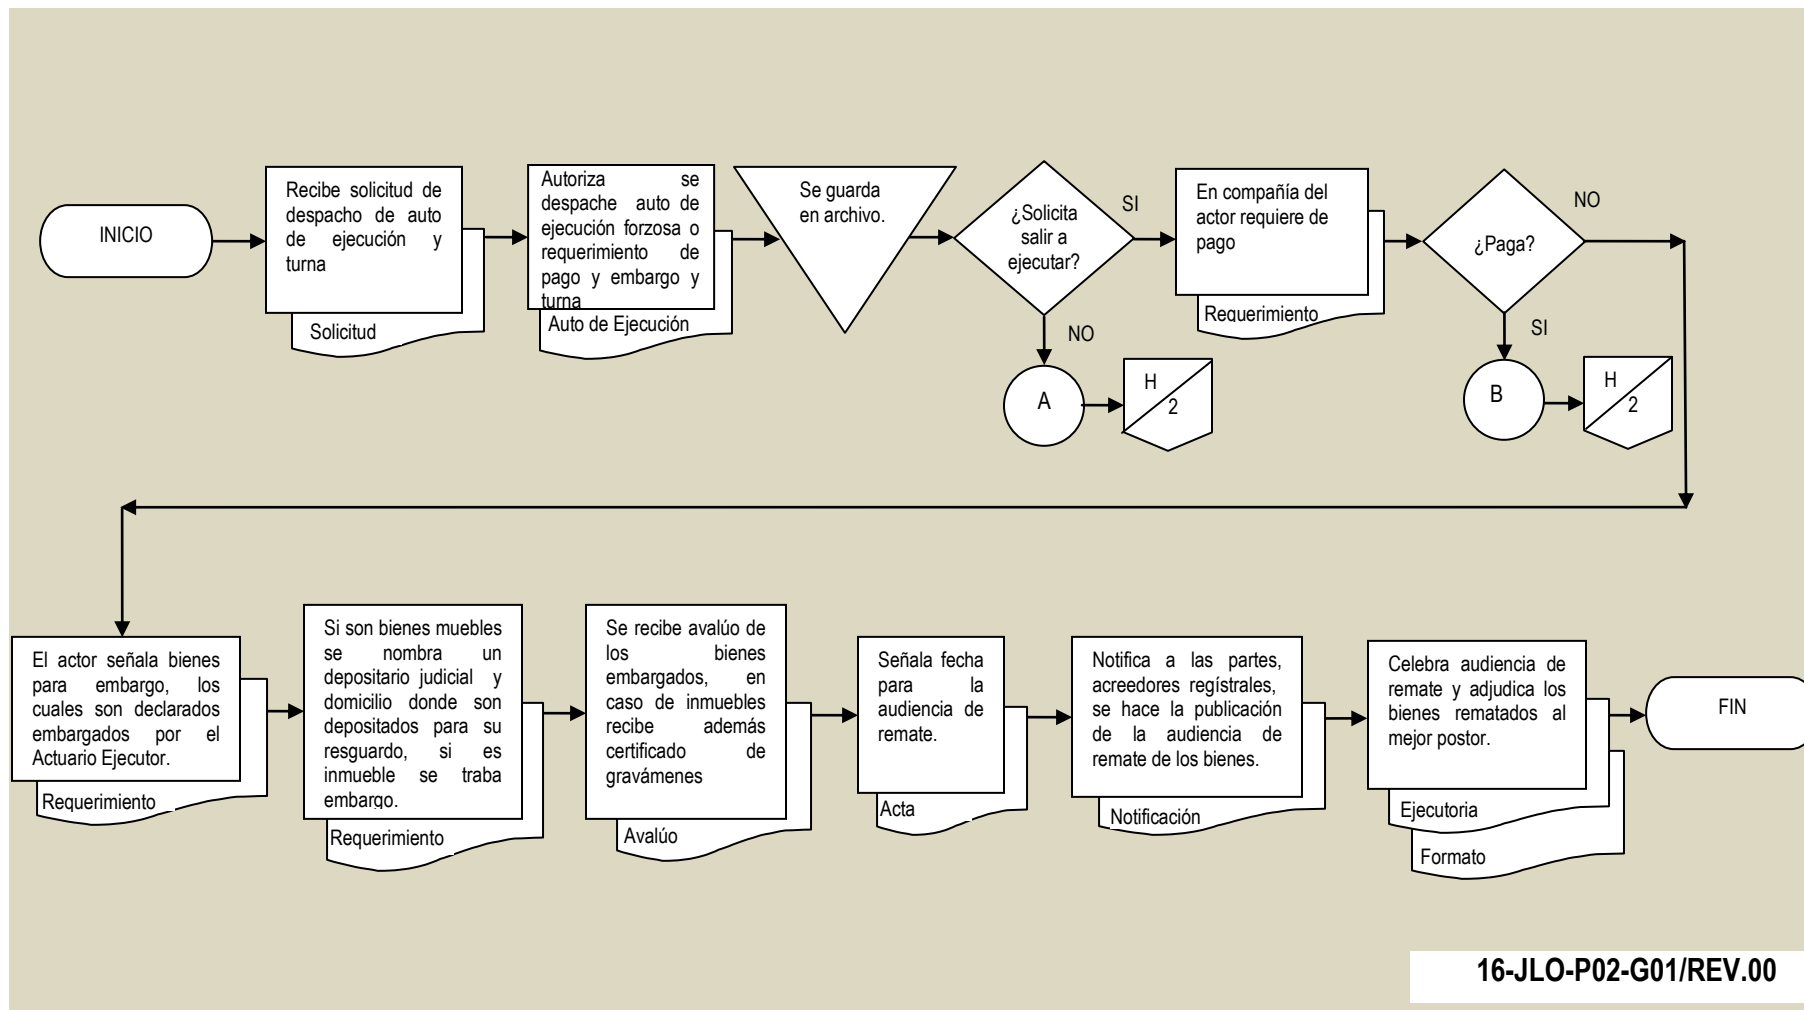 INICIO
Recibe solicitud de
despacho de auto
de ejecución y
turna
Solicitud
Autoriza se
despache auto de
ejecución forzosa o
requerimiento de
pago y embargo y
turna
Auto de Ejecución
Se guarda
en archivo.
¿Solicita
salir a
ejecutar?
SI
NO
A
H
2
En compañía del
actor requiere de
pago
Requerimiento
¿Paga?
NO
SI
B
H
2
El actor señala bienes
para embargo, los
cuales son declarados
embargados por el
Actuario Ejecutor.
Requerimiento
Si son bienes muebles
se nombra un
depositario judicial y
domicilio donde son
depositados para su
resguardo, si es
inmueble se traba
embargo.
Requerimiento
Se recibe avalúo de
los bienes
embargados, en
caso de inmuebles
recibe además
certificado de
gravámenes
Avalúo
Señala fecha
para la
audiencia de
remate.
Acta
Notifica a las partes,
acreedores regístrales,
se hace la publicación
de la audiencia de
remate de los bienes.
Notificación
Celebra audiencia de
remate y adjudica los
bienes rematados al
mejor postor.
Ejecutoria
Formato
FIN
16-JLO-P02-G01/REV.00